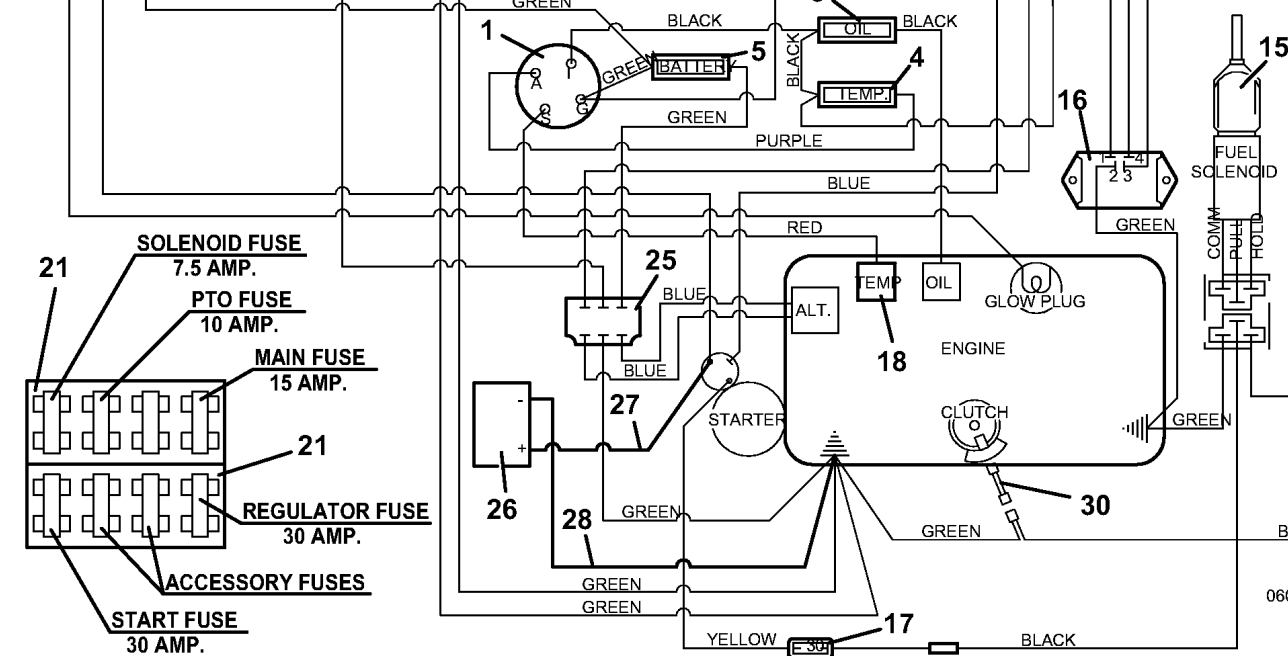 GREEN
BLACK
OIL
BLACK
1
5
15
A
I
G
S
GREEN
BATTERY
BLACK
4
TEMP.
16
GREEN
PURPLE
1
4
2
3
FUEL
SOLENOID
BLUE
RED
GREEN
COMM
PULL
HOLD
SOLENOID FUSE
7.5 AMP.
21
25
PTO FUSE
10 AMP.
BLUE
ALT.
TEMP
OIL
GLOW PLUG
18
ENGINE
MAIN FUSE
15 AMP.
BLUE
27
STARTER
CLUTCH
GREEN
-
+
26
21
REGULATOR FUSE
30 AMP.
28
GREEN
30
GREEN
B
ACCESSORY FUSES
GREEN
GREEN
060
START FUSE
30 AMP.
YELLOW
30
17
BLACK